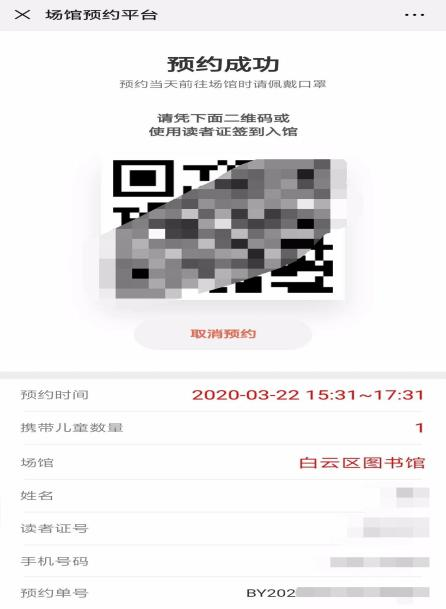 场馆预约平台
预约成功
预约当天前往场馆时请佩戴口罩
请凭下面二维码或
使用读者证签到入馆
取消预约
预约时间 2020-03-22 15:31~17:31
携带儿童数量 1
场馆 白云区图书馆
姓名
读者证号
手机号码
预约单号 BY202